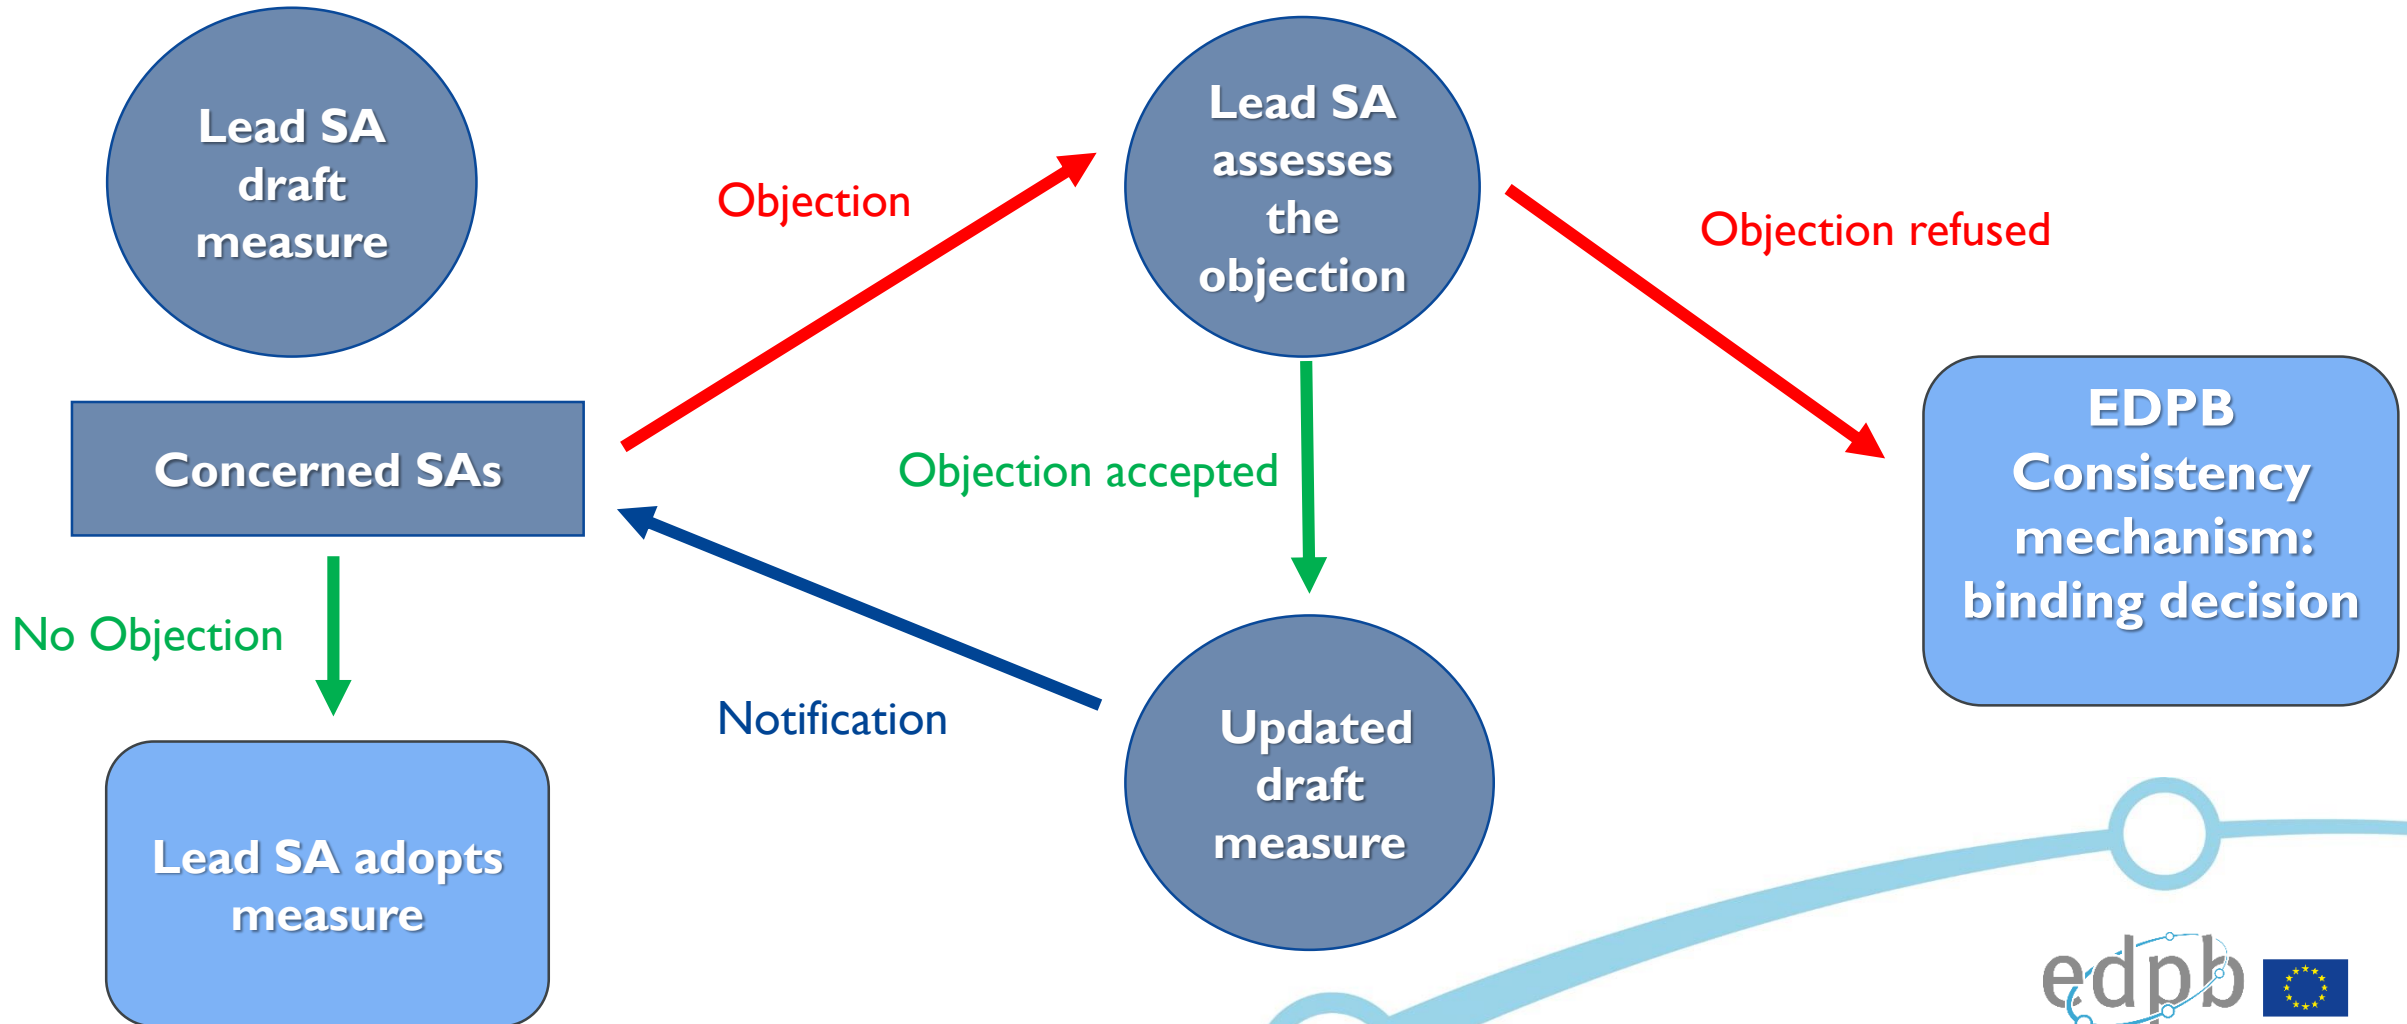 Lead SA
draft
measure
Concerned SAs
No Objection
Lead SA adopts
measure
Objection
Notification
Lead SA
assesses
the
objection
Objection accepted
Updated
draft
measure
Objection refused
EDPB
Consistency
mechanism:
binding decision
edpb